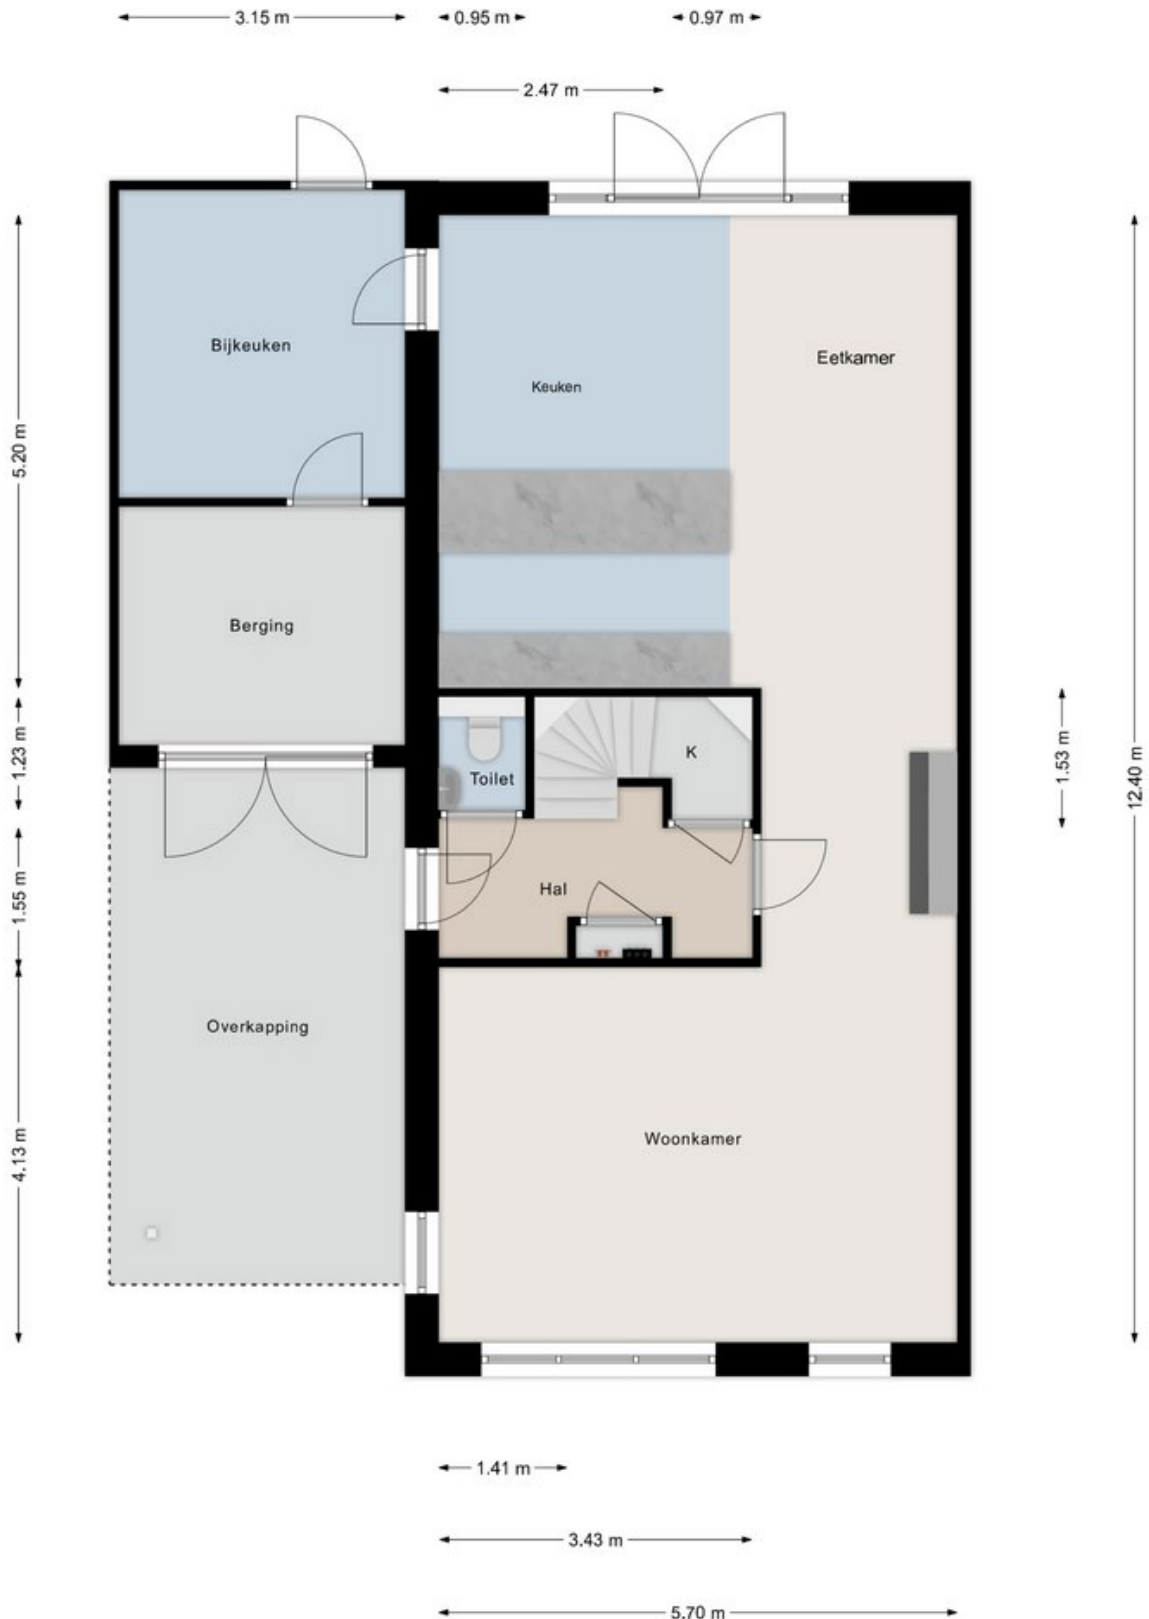 3.15 m
0.95 m
0.97 m
2.47 m
Bijkeuken
Eetkamer
Keuken
5.20 m
Berging
1.23 m
Toilet
K
1.53 m
12.40 m
Hal
1.55 m
Overkapping
Woonkamer
4.13 m
1.41 m
3.43 m
5.70 m